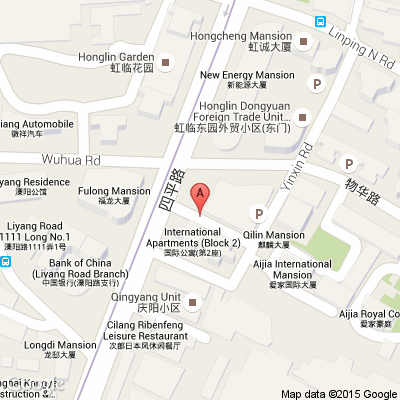 Hongcheng Mansion
虹诚大厦
Linping N Rd
Honglin Garden
虹临花园
New Energy Mansion
新能源大厦
P
Honglin Dongyuan
Foreign Trade Unit...
虹临东园外贸小区(东门)
iang Automobile
徽祥汽车
Wuhua Rd
四平路
Yinxin Rd
物华路
yang Residence
溧阳公馆
Fulong Mansion
福龙大厦
A
P
Liyang Road
1111 Long No.1
溧阳路1111弄1号
International
Apartments (Block 2)
国际公寓(第2座)
Qilin Mansion
麒麟大厦
Bank of China
(Liyang Road Branch)
中国银行(溧阳路支行)
Aijia International
Mansion
爱家国际大厦
Qingyang Unit
庆阳小区
Aijia Royal Co
爱家豪庭
Cilang Ribenfeng
Leisure Restaurant
次郎日本风休闲餐厅
Longdi Mansion
龙邸大厦
Map data ©2015 Google